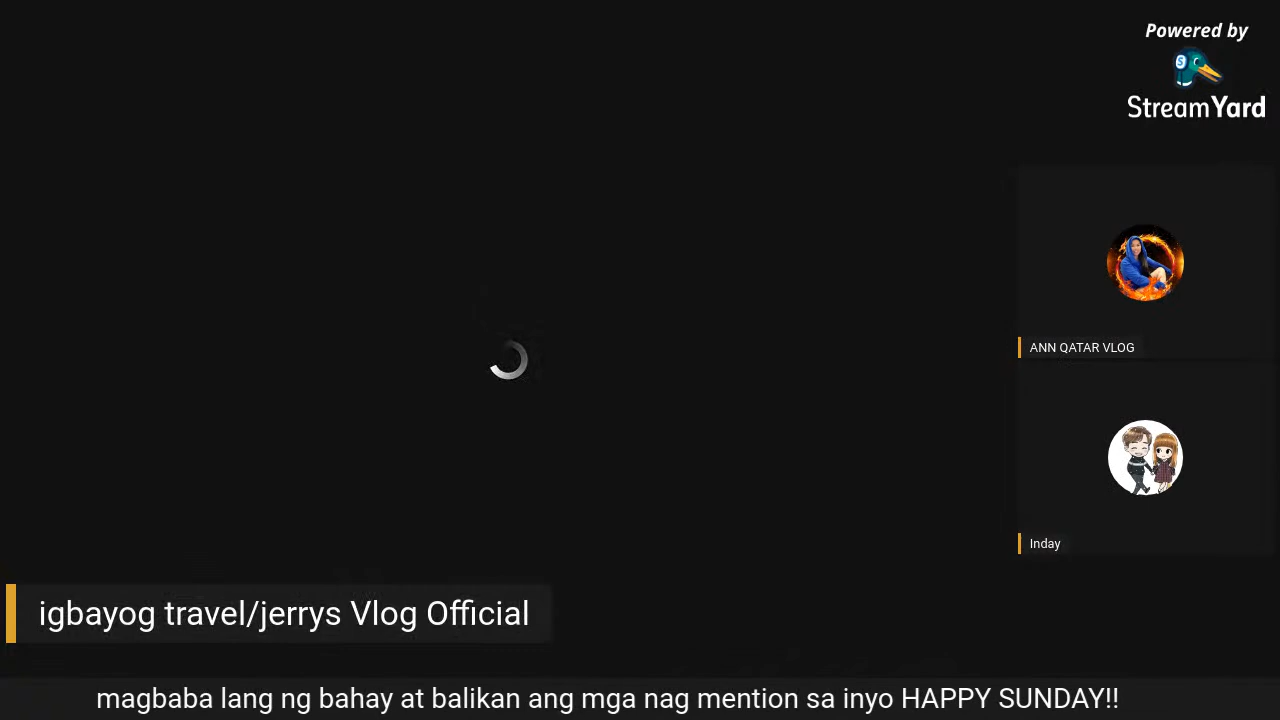 Powered by
StreamYard
ANN QATAR VLOG
Inday
igbayog travel/jerrys Vlog Official
magbaba lang ng bahay at balikan ang mga nag mention sa inyo HAPPY SUNDAY!!